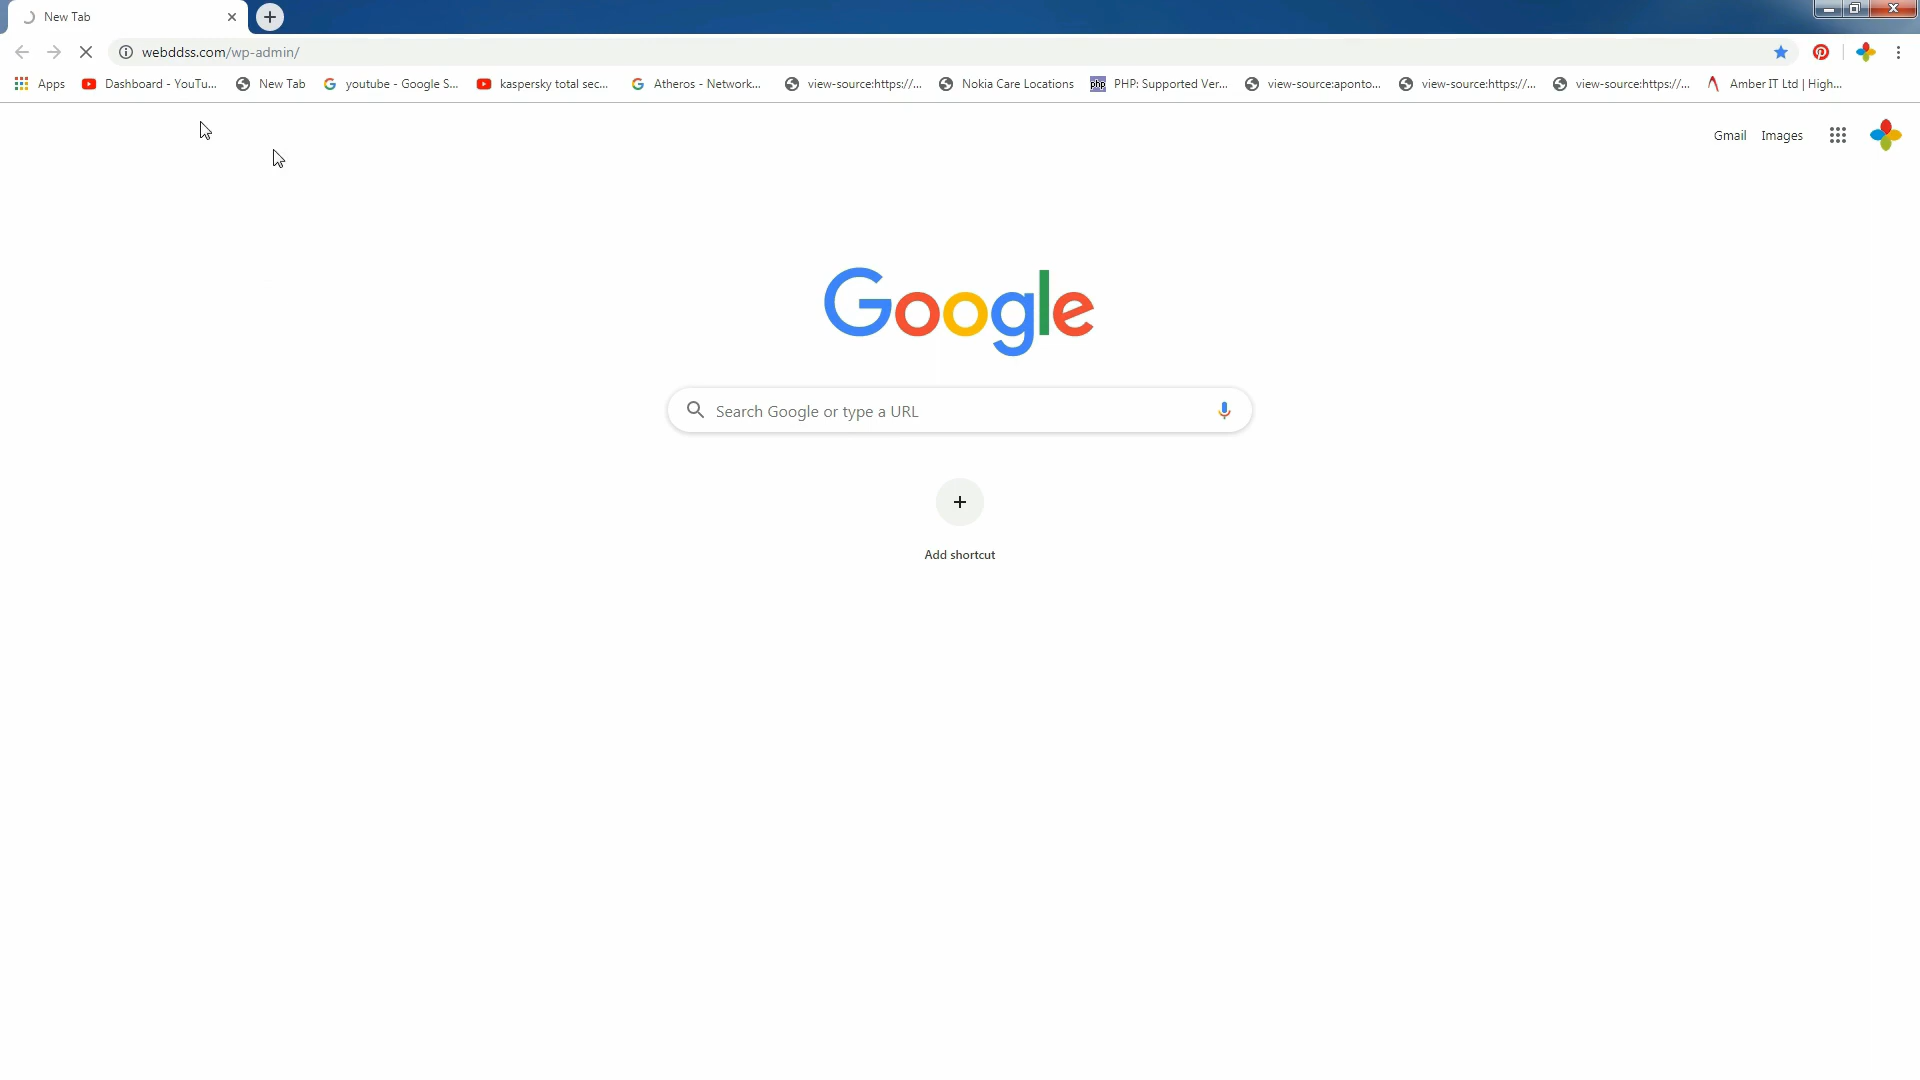 New Tab
webddss.com/wp-admin/
Apps Dashboard - YouTu... New Tab youtube - Google S... kaspersky total sec... Atheros - Network... view-source:https://... Nokia Care Locations php PHP: Supported Ver... view-source:aponto... view-source:https://... view-source:https://... Amber IT Ltd | High...
Gmail Images
Google
Search Google or type a URL
Add shortcut